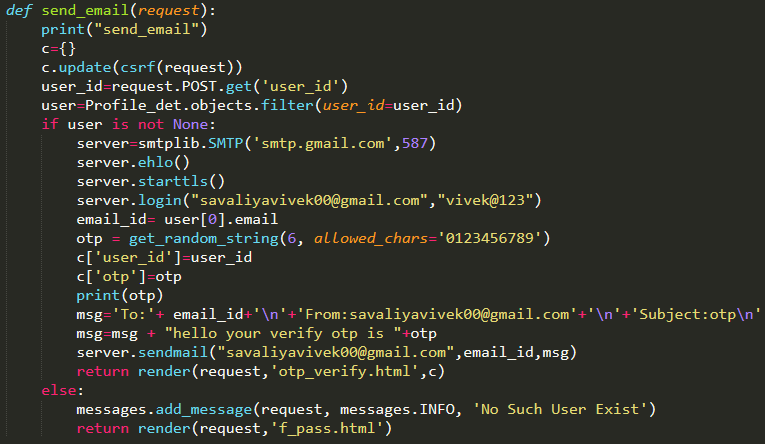 def send_email(request):
    print("send_email")
    c={}
    c.update(csrf(request))
    user_id=request.POST.get('user_id')
    user=Profile_det.objects.filter(user_id=user_id)
    if user is not None:
        server=smtplib.SMTP('smtp.gmail.com',587)
        server.ehlo()
        server.starttls()
        server.login("savaliyavivek00@gmail.com","vivek@123")
        email_id= user[0].email
        otp = get_random_string(6, allowed_chars='0123456789')
        c['user_id']=user_id
        c['otp']=otp
        print(otp)
        msg='To:'+ email_id+'\n'+'From:savaliyavivek00@gmail.com'+'\n'+'Subject:otp\n'
        msg=msg + "hello your verify otp is "+otp
        server.sendmail("savaliyavivek00@gmail.com",email_id,msg)
        return render(request,'otp_verify.html',c)
    else:
        messages.add_message(request, messages.INFO, 'No Such User Exist')
        return render(request,'f_pass.html')